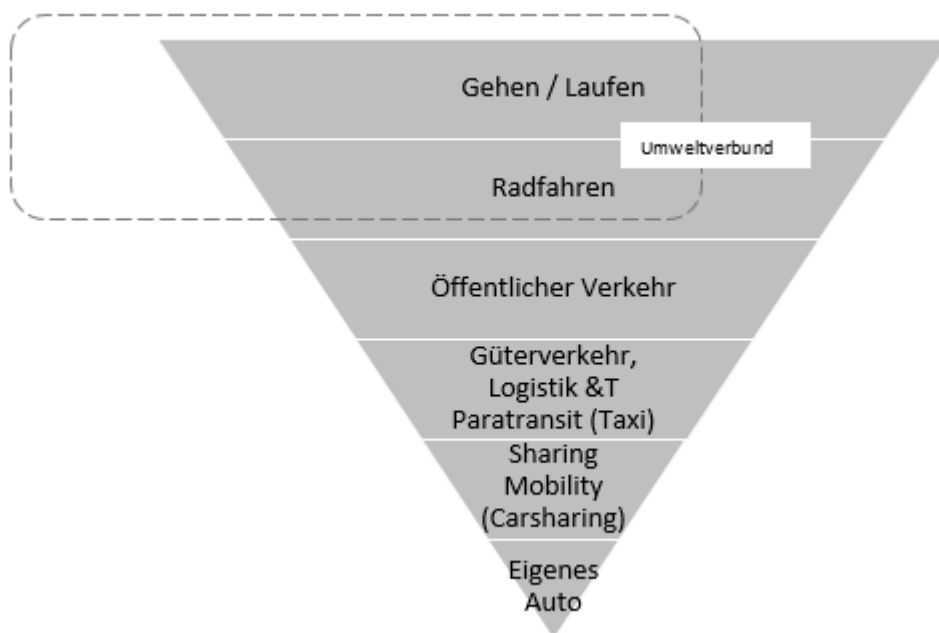 Gehen / Laufen
Umweltverbund
Radfahren
Öffentlicher Verkehr
Güterverkehr,
Logistik &T
Paratransit (Taxi)
Sharing
Mobility
(Carsharing)
Eigenes
Auto